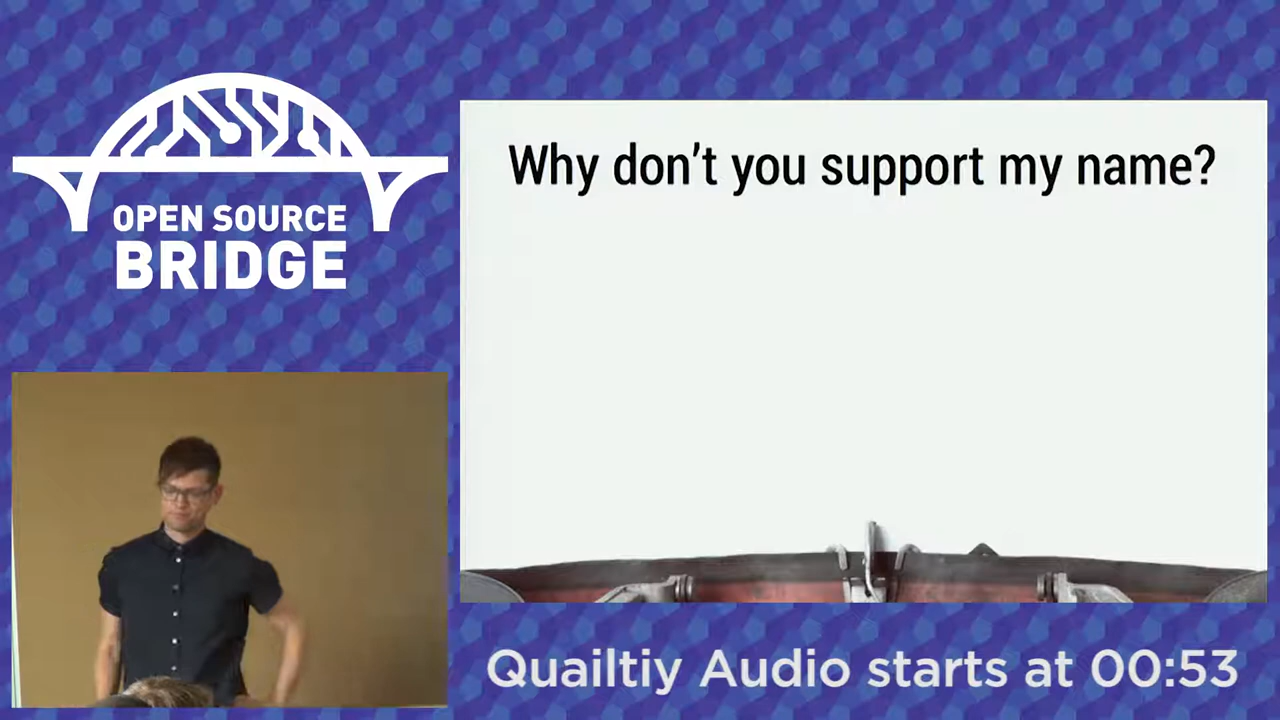 OPEN SOURCE
BRIDGE
Why don't you support my name?
Quailtiy Audio starts at 00:53